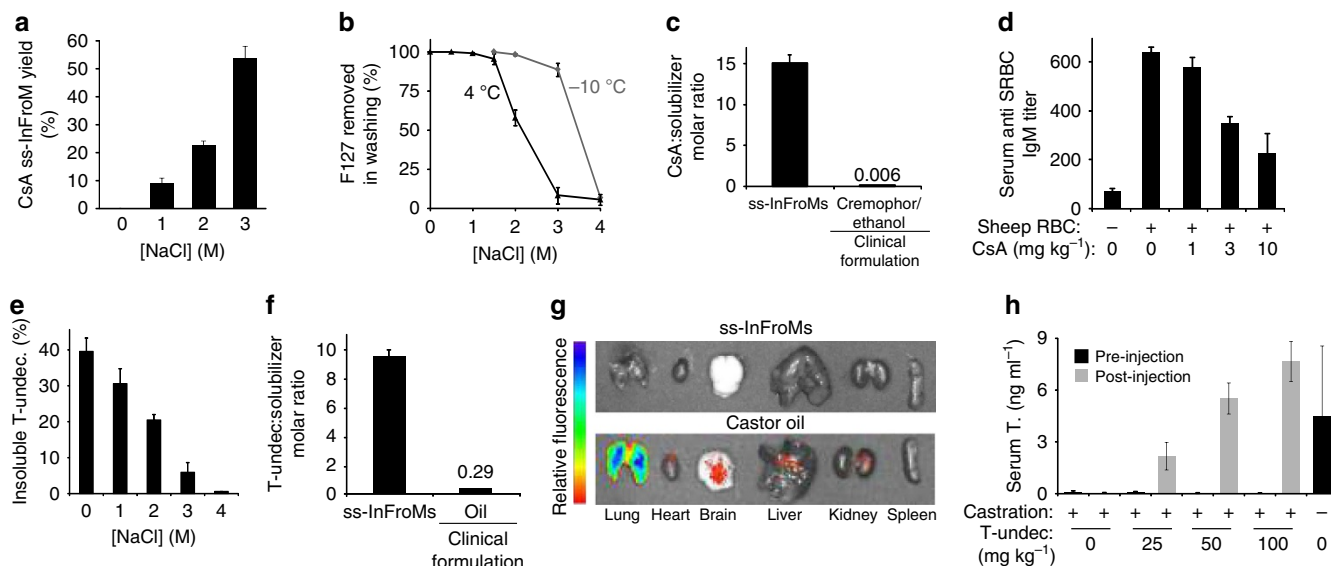 a
CsA ss-InFroM yield
(%)
60
50
40
30
20
10
0
0 1 2 3
[NaCl] (M)
b
F127 removed
in washing (%)
100
75
50
25
0
4 °C
–10 °C
0 1 2 3 4
[NaCl] (M)
c
CsA:solubilizer
molar ratio
15
10
5
0
0.006
ss-InFroMs
Cremophor/
ethanol
Clinical
formulation
d
Serum anti SRBC
IgM titer
600
400
200
0
Sheep RBC: – + + + +
CsA (mg kg–1): 0 0 1 3 10
e
Insoluble T-undec. (%)
40
30
20
10
0
0 1 2 3 4
[NaCl] (M)
f
T-undec:solubilizer
molar ratio
10
8
6
4
2
0
0.29
ss-InFroMs
Oil
Clinical
formulation
g
Relative fluorescence
ss-InFroMs
Castor oil
Lung Heart Brain Liver Kidney Spleen
h
Serum T. (ng ml–1)
9
6
3
0
Pre-injection
Post-injection
Castration: + + + + + + + + –
T-undec: 0 25 50 100 0
(mg kg–1)